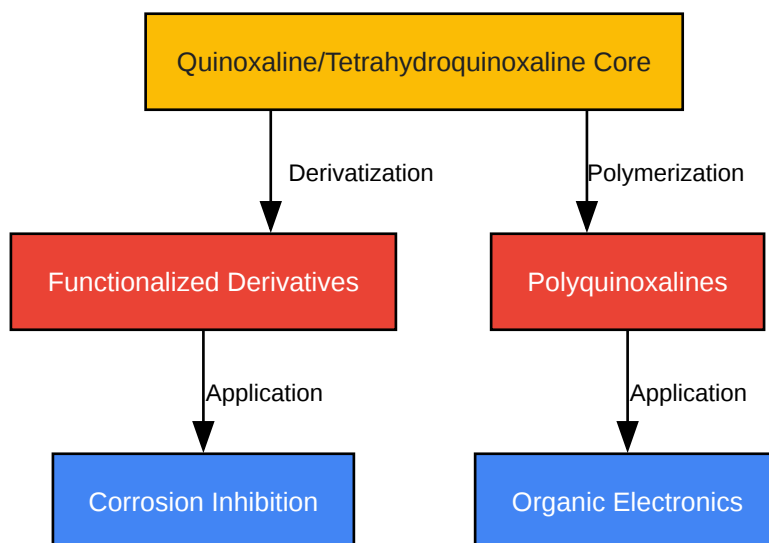 Quinoxaline/Tetrahydroquinoxaline Core
Derivatization
Polymerization
Functionalized Derivatives
Polyquinoxalines
Application
Application
Corrosion Inhibition
Organic Electronics